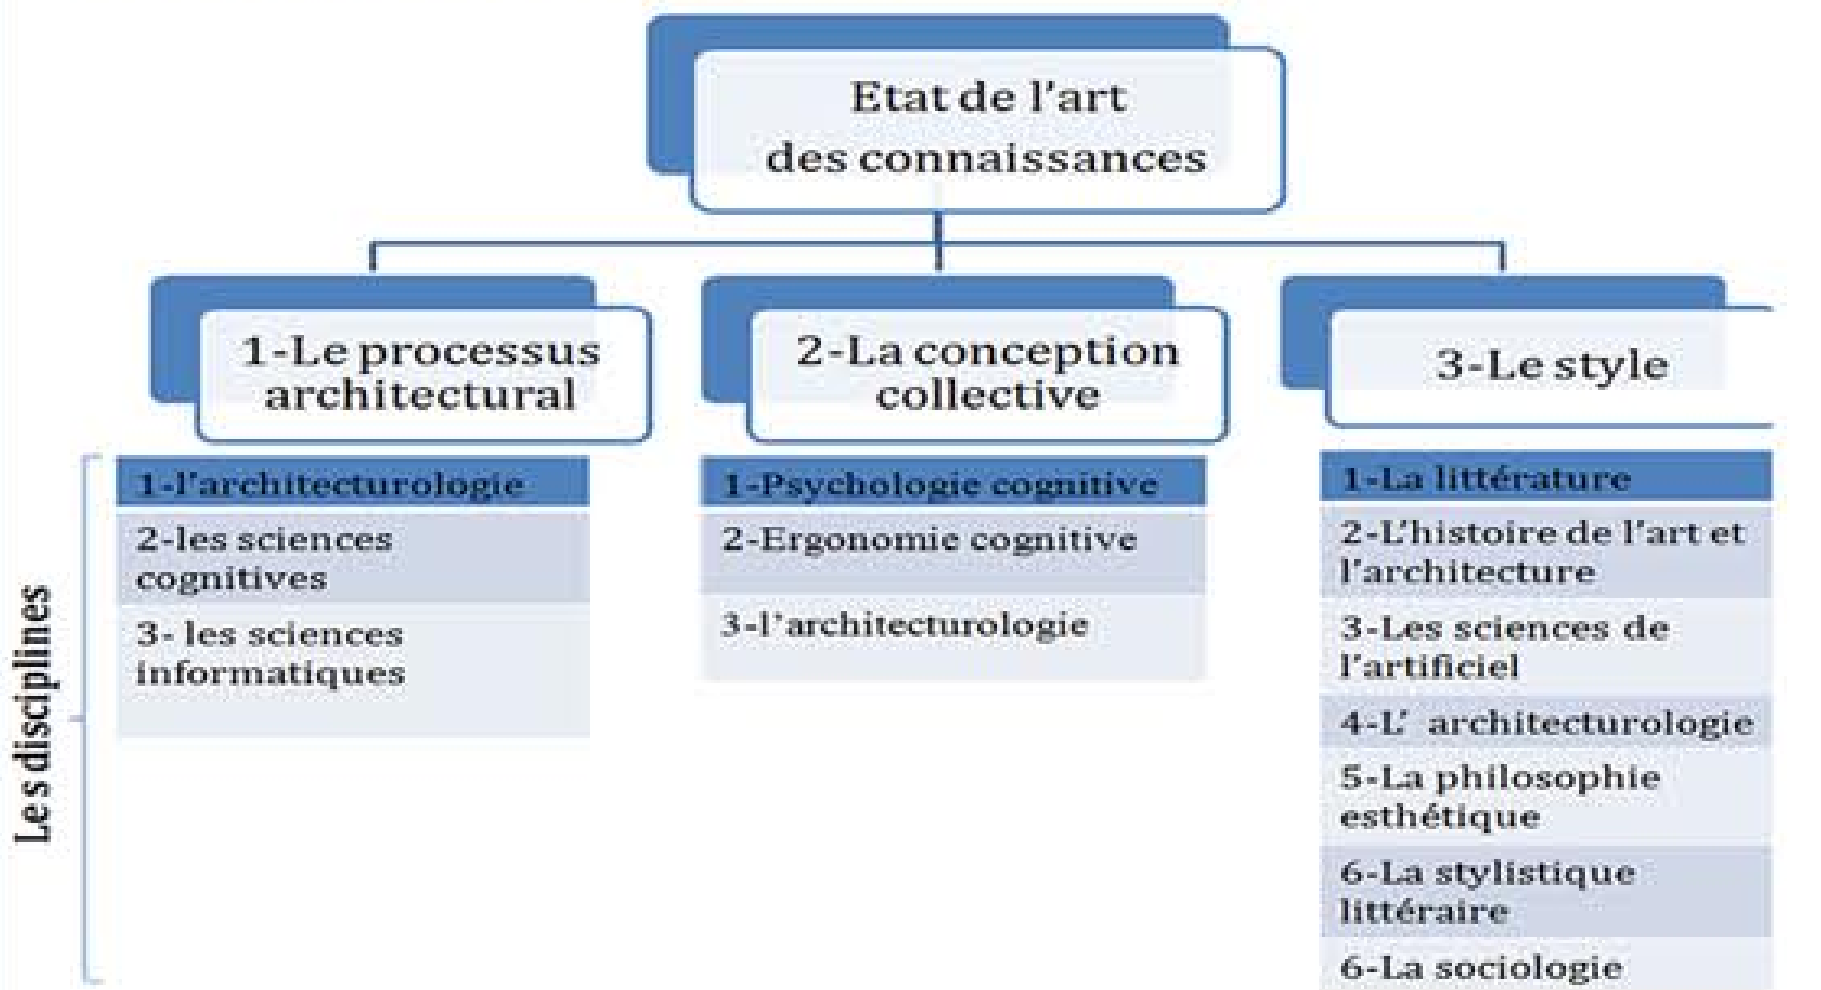 Etat de l'art
des connaissances
1-Le processus
architectural
2-La conception
collective
3-Le style
Les disciplines
1-l'architecturologie
2-les sciences
cognitives
3- les sciences
informatiques
1-Psychologie cognitive
2-Ergonomie cognitive
3-l'architecturologie
1-La littérature
2-L'histoire de l'art et
l'architecture
3-Les sciences de
l'artificiel
4-L' architecturologie
5-La philosophie
esthétique
6-La stylistique
littéraire
6-La sociologie